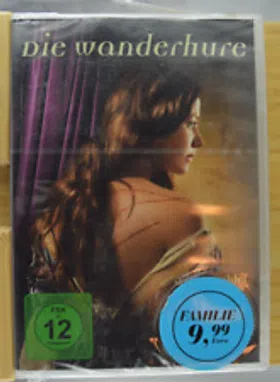 Die Wanderhure
FSK
12
FAMILIE
9,99
Euro